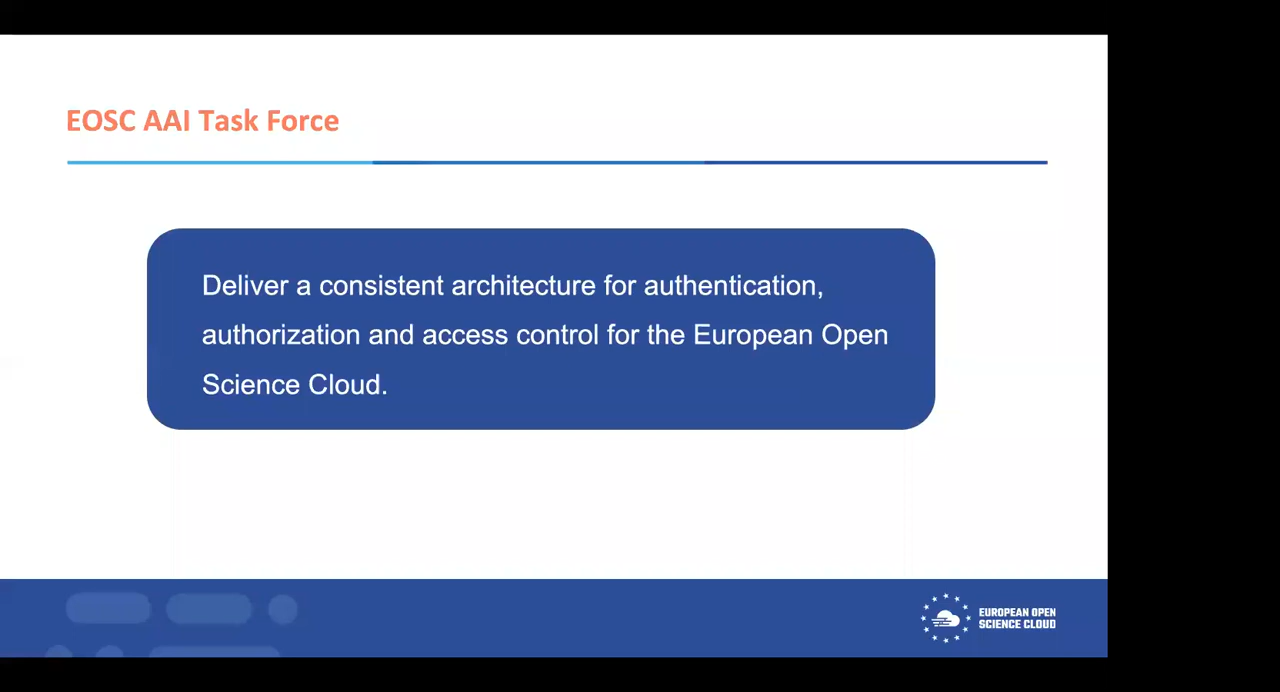 EOSC AAI Task Force
Deliver a consistent architecture for authentication,
authorization and access control for the European Open
Science Cloud.
EUROPEAN OPEN
SCIENCE CLOUD